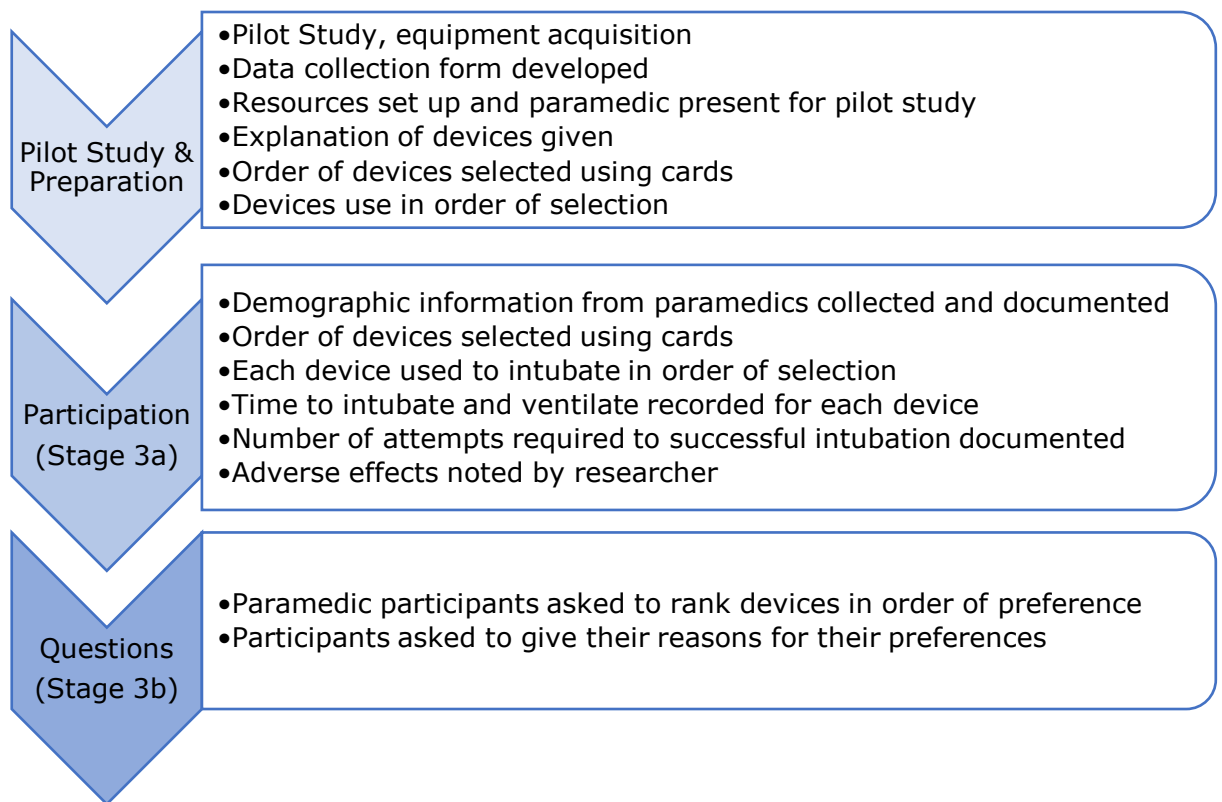 Pilot Study &
Preparation
•Pilot Study, equipment acquisition
•Data collection form developed
•Resources set up and paramedic present for pilot study
•Explanation of devices given
•Order of devices selected using cards
•Devices use in order of selection
Participation
(Stage 3a)
•Demographic information from paramedics collected and documented
•Order of devices selected using cards
•Each device used to intubate in order of selection
•Time to intubate and ventilate recorded for each device
•Number of attempts required to successful intubation documented
•Adverse effects noted by researcher
Questions
(Stage 3b)
•Paramedic participants asked to rank devices in order of preference
•Participants asked to give their reasons for their preferences